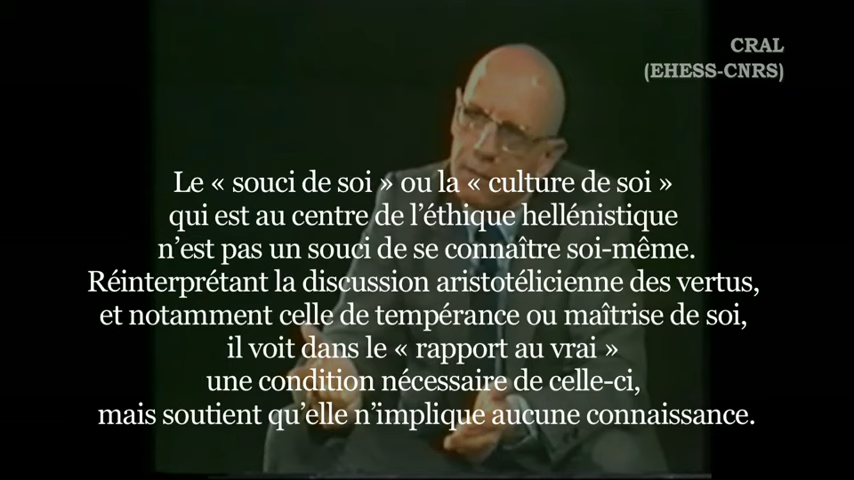 CRAL
(EHESS-CNRS)
Le « souci de soi » ou la « culture de soi »
qui est au centre de l’éthique hellénistique
n’est pas un souci de se connaître soi-même.
Réinterprétant la discussion aristotélicienne des vertus,
et notamment celle de tempérance ou maîtrise de soi,
il voit dans le « rapport au vrai »
une condition nécessaire de celle-ci,
mais soutient qu’elle n’implique aucune connaissance.